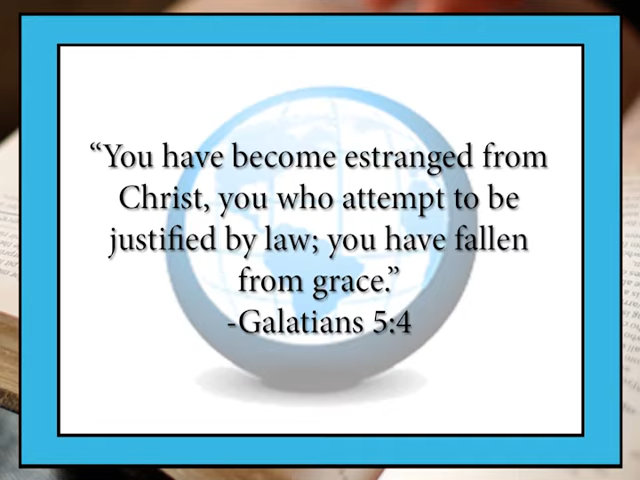 “You have become estranged from
Christ, you who attempt to be
justified by law; you have fallen
from grace.”
-Galatians 5:4